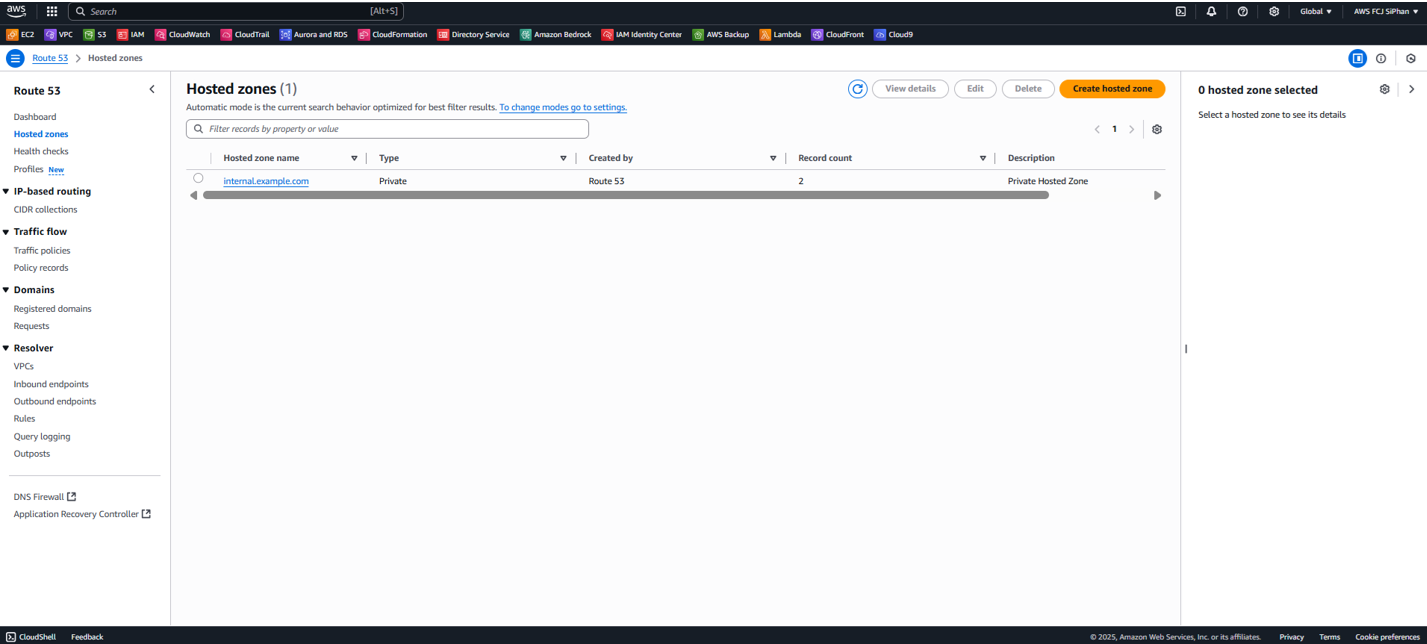 aws Search [Alt+S] Global AWS FCJ SiPhan
EC2 VPC S3 IAM CloudWatch CloudTrail Aurora and RDS CloudFormation Directory Service Amazon Bedrock IAM Identity Center AWS Backup Lambda CloudFront Cloud9
Route 53 > Hosted zones
Route 53
Dashboard
Hosted zones
Health checks
Profiles New
IP-based routing
CIDR collections
Traffic flow
Traffic policies
Policy records
Domains
Registered domains
Requests
Resolver
VPCs
Inbound endpoints
Outbound endpoints
Rules
Query logging
Outposts
DNS Firewall
Application Recovery Controller
Hosted zones (1)
View details Edit Delete Create hosted zone
Automatic mode is the current search behavior optimized for best filter results. To change modes go to settings.
Filter records by property or value
1
Hosted zone name Type Created by Record count Description
internal.example.com Private Route 53 2 Private Hosted Zone
0 hosted zone selected
Select a hosted zone to see its details
CloudShell Feedback © 2025, Amazon Web Services, Inc. or its affiliates. Privacy Terms Cookie preferences